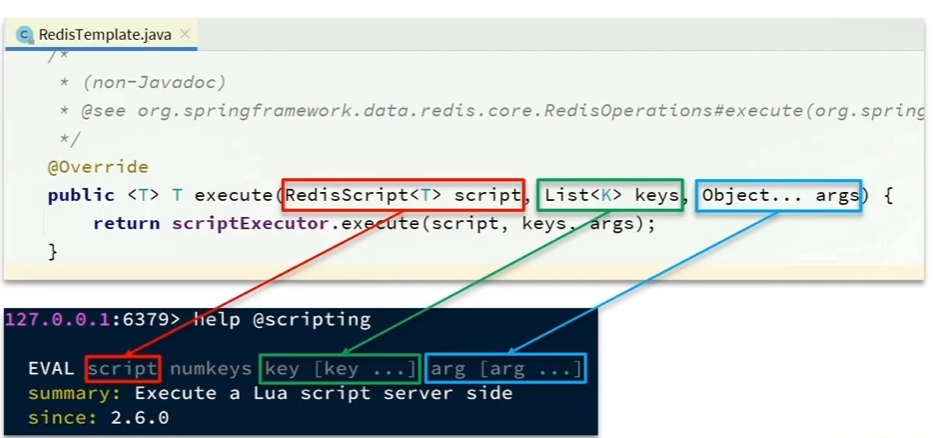 RedisTemplate.java
/*
* (non-Javadoc)
* @see org.springframework.data.redis.core.RedisOperations#execute(org.spring
*/
@Override
public <T> T execute(RedisScript<T> script, List<K> keys, Object... args) {
return scriptExecutor.execute(script, keys, args);
}
127.0.0.1:6379> help @scripting
EVAL script numkeys key [key ...] arg [arg ...]
summary: Execute a Lua script server side
since: 2.6.0